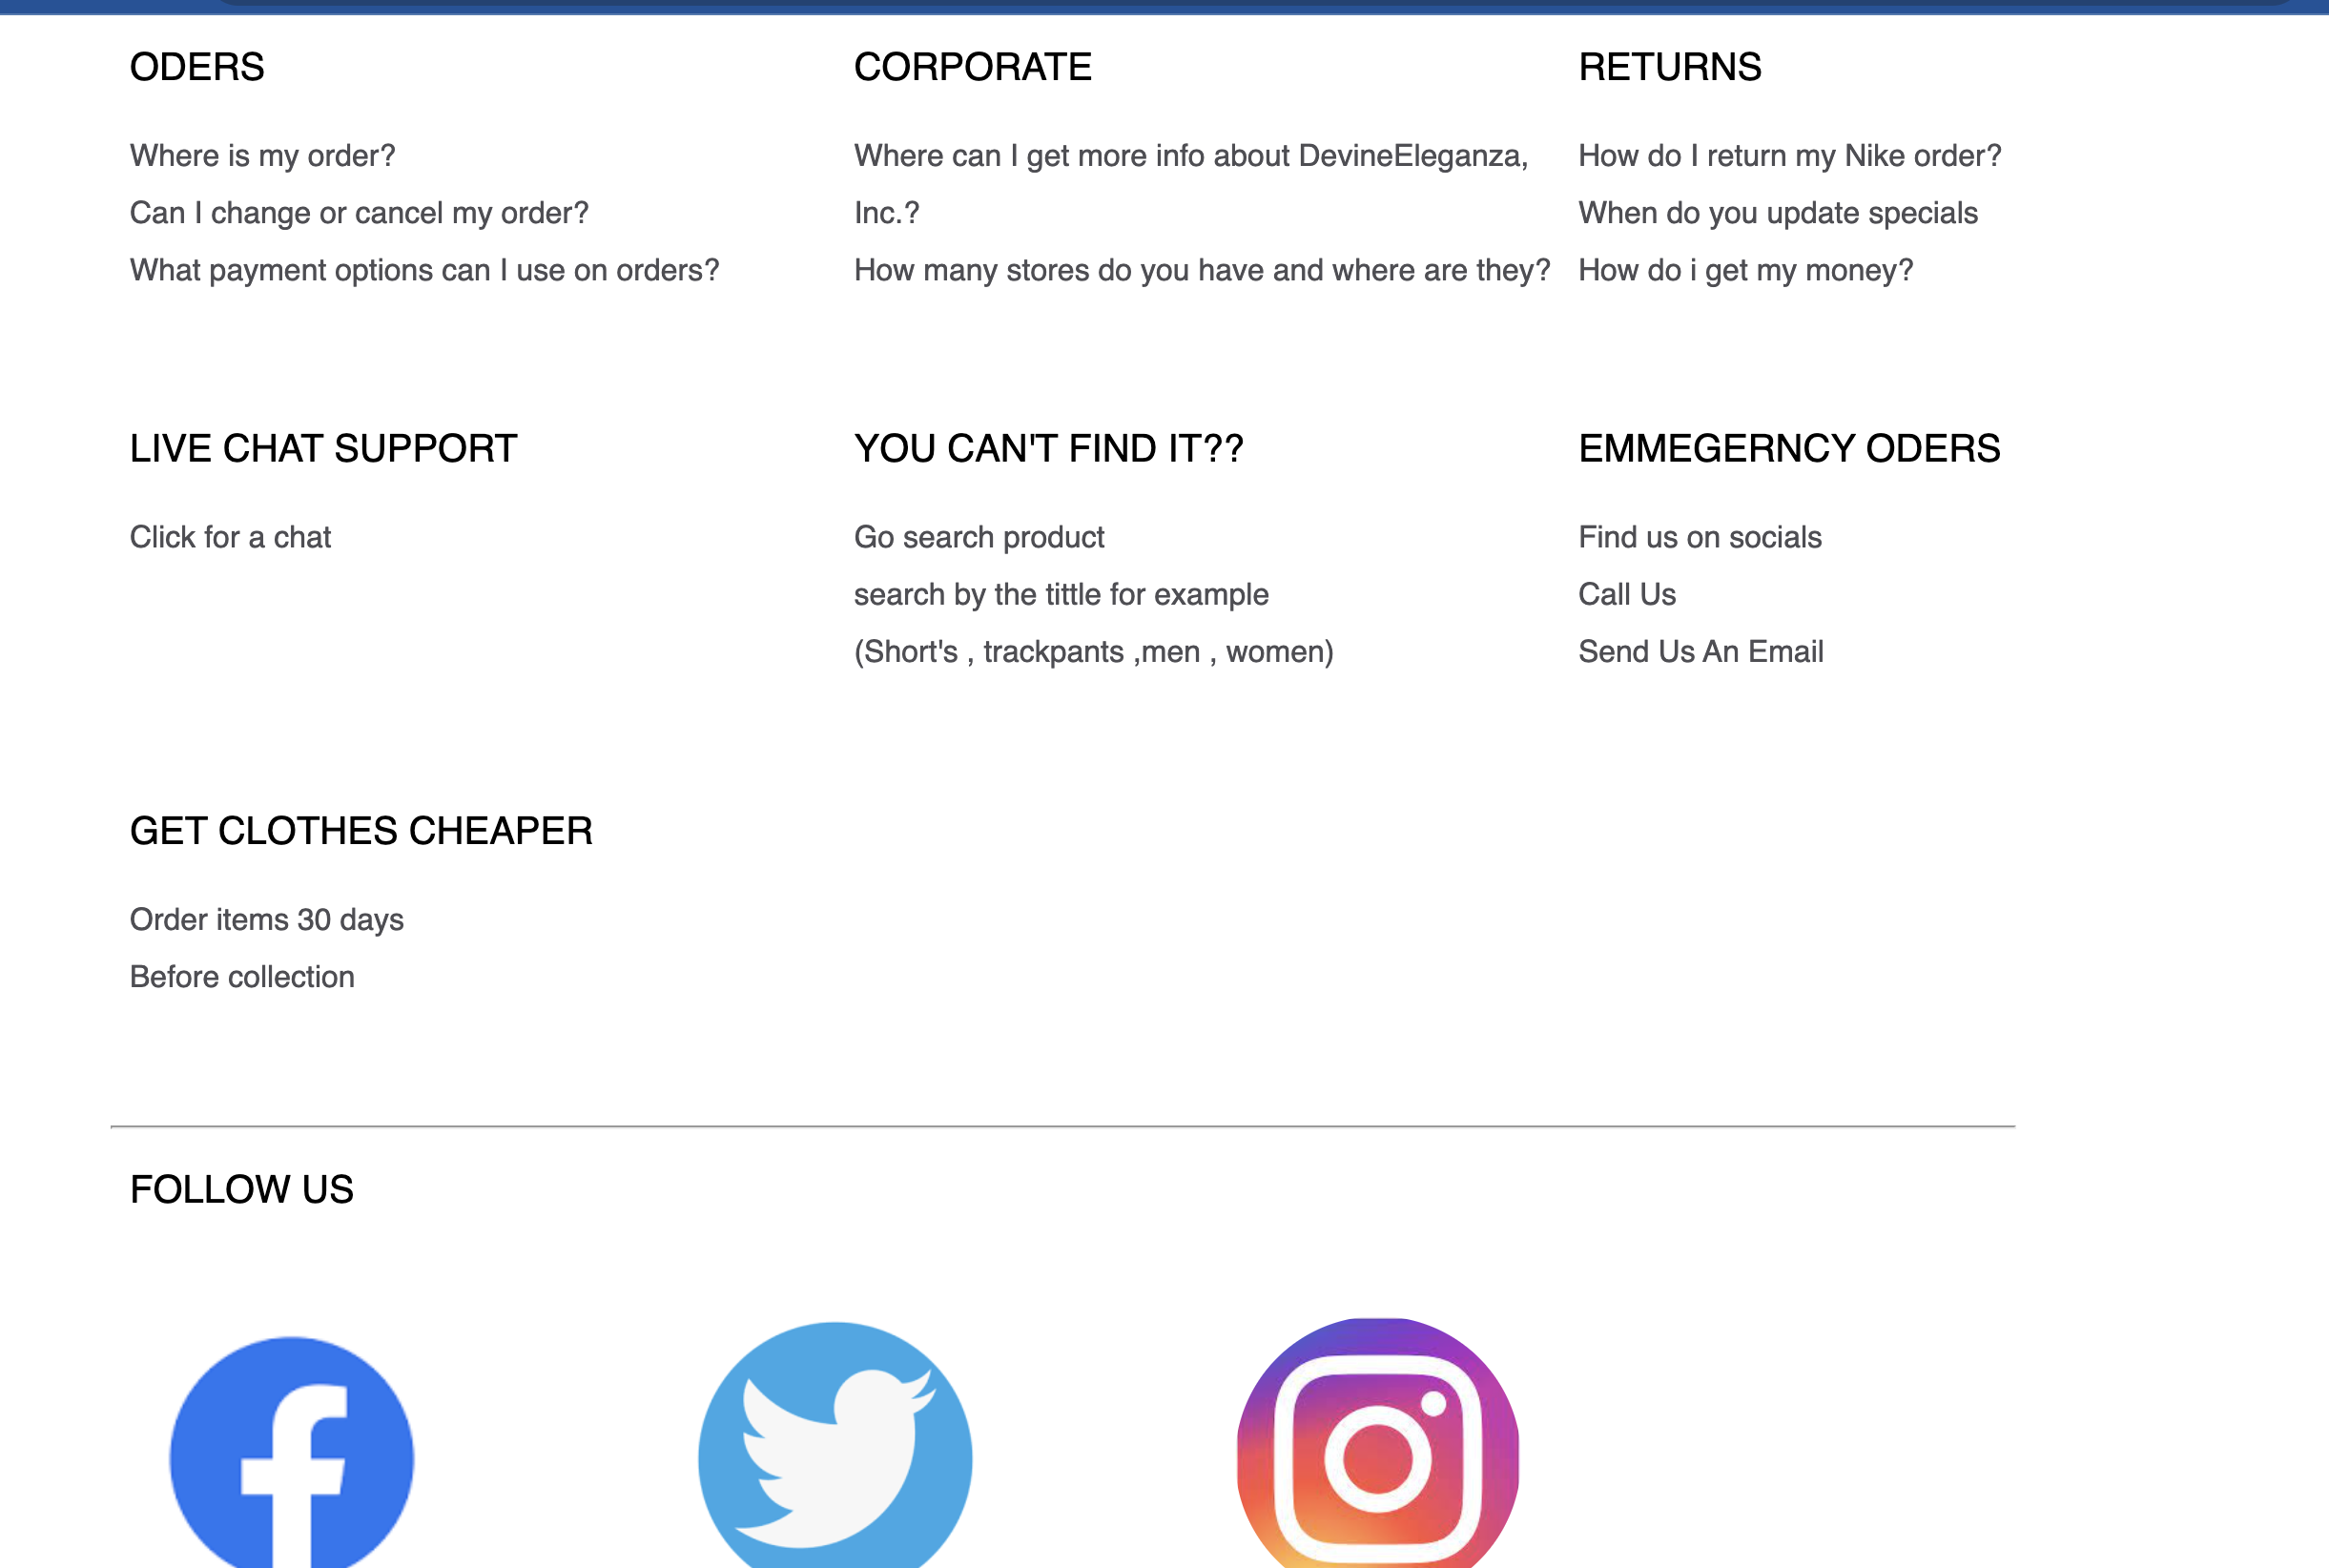 ODERS
Where is my order?
Can I change or cancel my order?
What payment options can I use on orders?
CORPORATE
Where can I get more info about DevineEleganza,
Inc.?
How many stores do you have and where are they?
RETURNS
How do I return my Nike order?
When do you update specials
How do i get my money?
LIVE CHAT SUPPORT
Click for a chat
YOU CAN'T FIND IT??
Go search product
search by the tittle for example
(Short's , trackpants ,men , women)
EMMEGERNCY ODERS
Find us on socials
Call Us
Send Us An Email
GET CLOTHES CHEAPER
Order items 30 days
Before collection
FOLLOW US